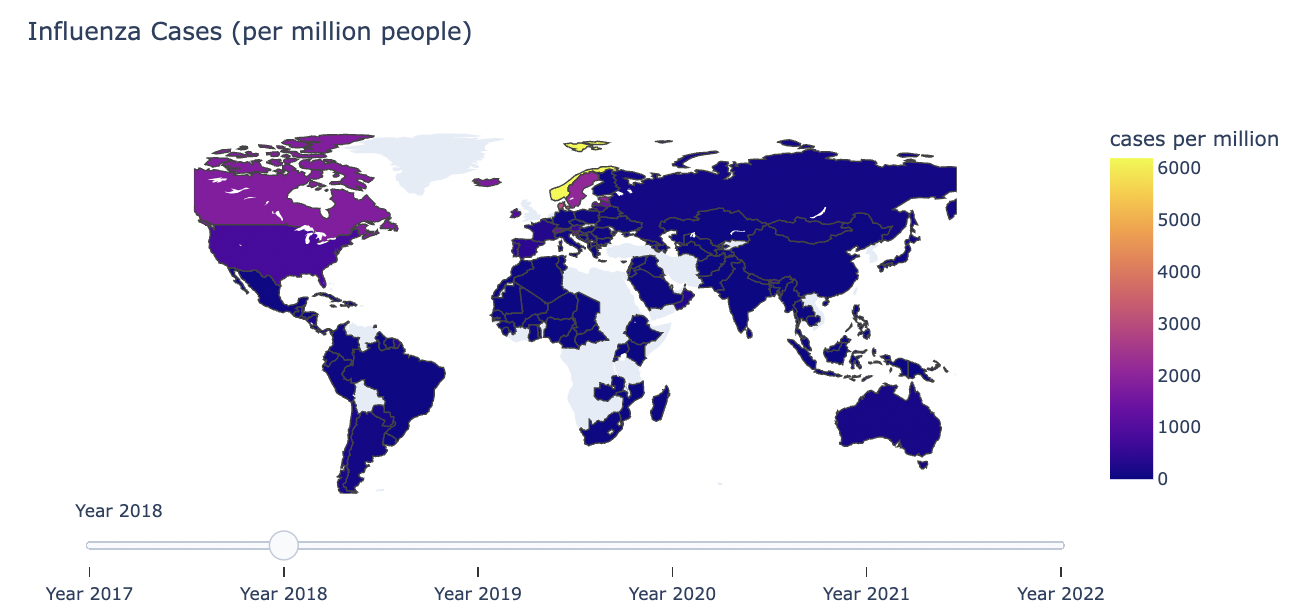 Influenza Cases (per million people)
cases per million
6000
5000
4000
3000
2000
1000
0
Year 2018
Year 2017
Year 2018
Year 2019
Year 2020
Year 2021
Year 2022